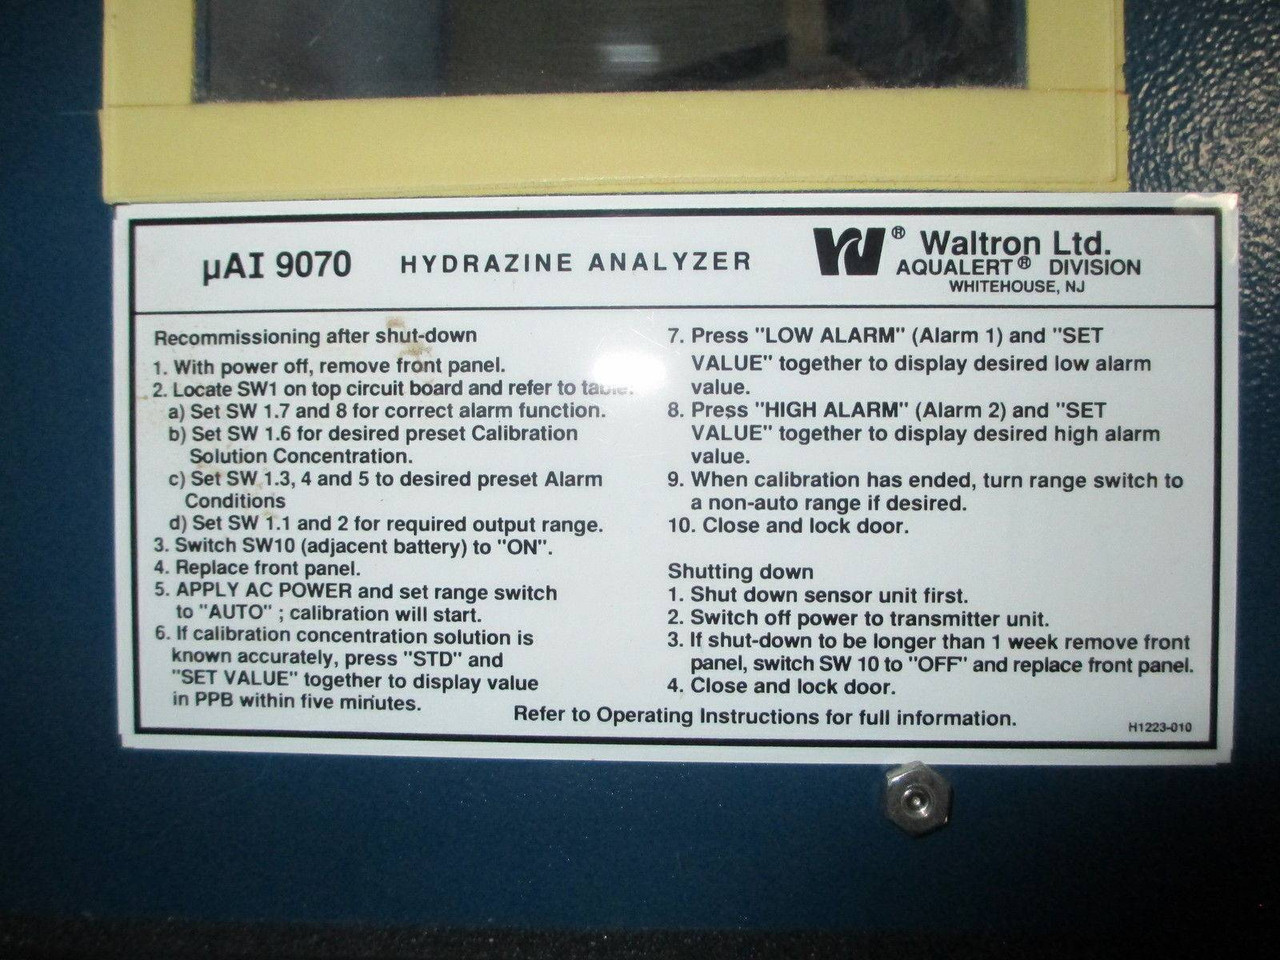 µAI 9070 HYDRAZINE ANALYZER
® Waltron Ltd.
AQUALERT® DIVISION
WHITEHOUSE, NJ
Recommissioning after shut-down
1. With power off, remove front panel.
2. Locate SW1 on top circuit board and refer to table.
a) Set SW 1.7 and 8 for correct alarm function.
b) Set SW 1.6 for desired preset Calibration
Solution Concentration.
c) Set SW 1.3, 4 and 5 to desired preset Alarm
Conditions
d) Set SW 1.1 and 2 for required output range.
3. Switch SW10 (adjacent battery) to "ON".
4. Replace front panel.
5. APPLY AC POWER and set range switch
to "AUTO" ; calibration will start.
6. If calibration concentration solution is
known accurately, press "STD" and
"SET VALUE" together to display value
in PPB within five minutes.
7. Press "LOW ALARM" (Alarm 1) and "SET
VALUE" together to display desired low alarm
value.
8. Press "HIGH ALARM" (Alarm 2) and "SET
VALUE" together to display desired high alarm
value.
9. When calibration has ended, turn range switch to
a non-auto range if desired.
10. Close and lock door.
Shutting down
1. Shut down sensor unit first.
2. Switch off power to transmitter unit.
3. If shut-down to be longer than 1 week remove front
panel, switch SW 10 to "OFF" and replace front panel.
4. Close and lock door.
Refer to Operating Instructions for full information.
H1223-010